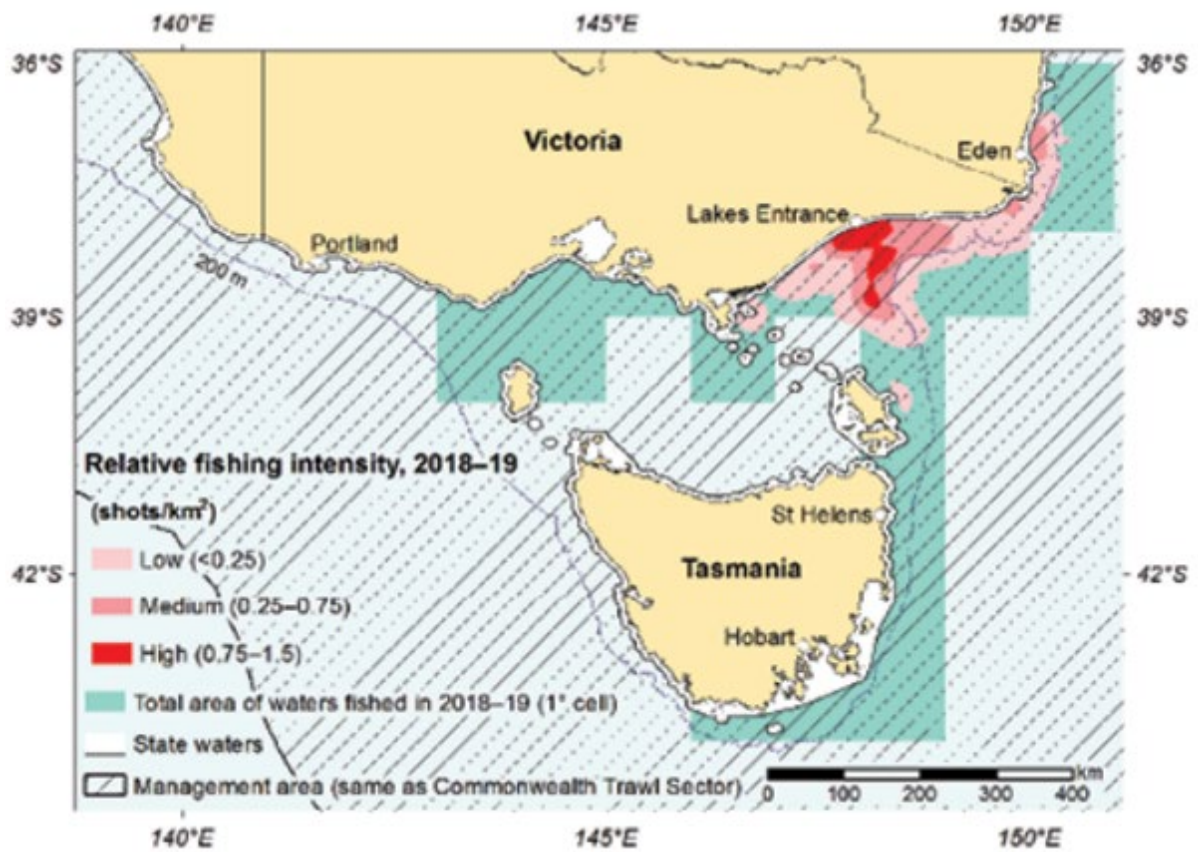 140°E 145°E 150°E
36°S 36°S
Victoria
Eden
Lakes Entrance
Portland
200 m
39°S 39°S
Relative fishing intensity, 2018–19
(shots/km²)
St Helens
Low (<0.25)
42°S 42°S
Tasmania
Medium (0.25–0.75)
Hobart
High (0.75–1.5)
Total area of waters fished in 2018–19 (1° cell)
State waters
km
Management area (same as Commonwealth Trawl Sector)
0 100 200 300 400
140°E 145°E 150°E